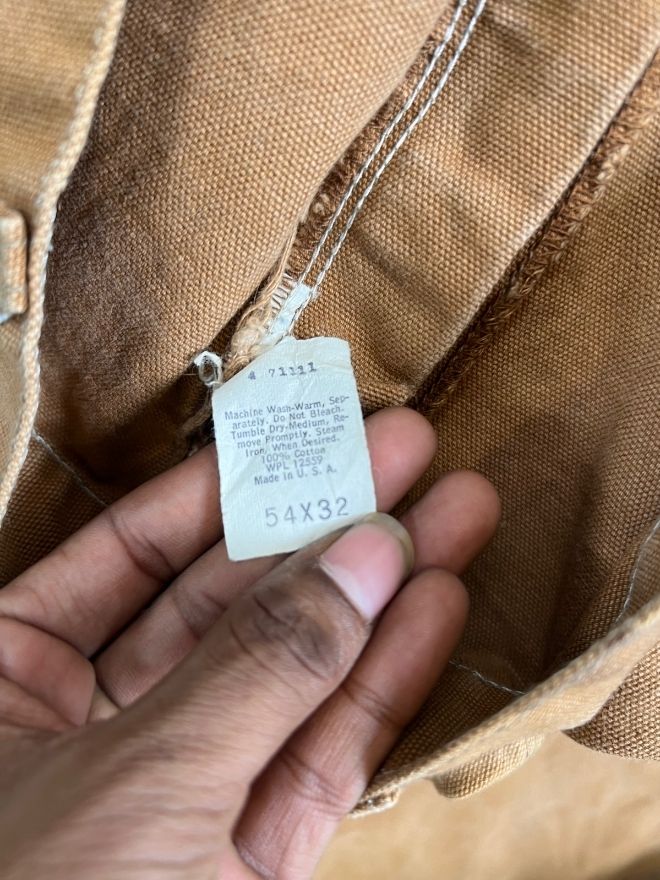 4 71111
Machine Wash-Warm, Sep-
arately. Do Not Bleach.
Tumble Dry-Medium, Re-
move Promptly. Steam
Iron, When Desired.
100% Cotton
WPL 12559
Made in U. S. A.
54X32